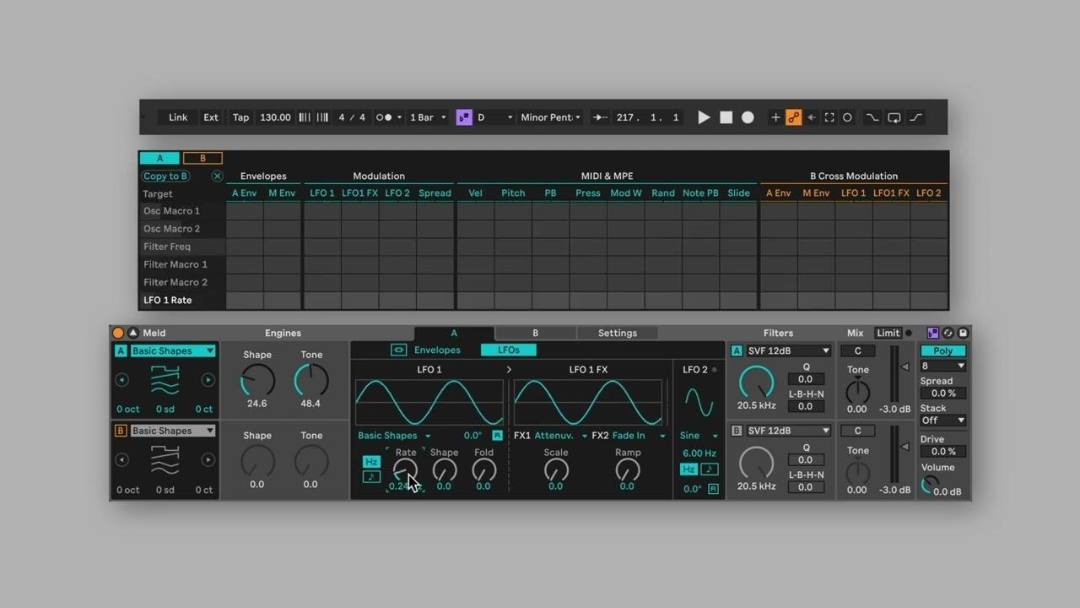 Link Ext Tap 130.00 4 / 4 1 Bar D Minor Pent. 217. 1. 1
A B
Copy to B Envelopes Modulation MIDI & MPE B Cross Modulation
Target A Env M Env LFO 1 LFO1 FX LFO 2 Spread Vel Pitch PB Press Mod W Rand Note PB Slide A Env M Env LFO 1 LFO1 FX LFO 2
Osc Macro 1
Osc Macro 2
Filter Freq
Filter Macro 1
Filter Macro 2
LFO 1 Rate
Meld Engines A B Settings Filters Mix Limit
A Basic Shapes Shape Tone Envelopes LFOs A SVF 12dB C Poly
LFO 1 LFO 1 FX LFO 2 Q Tone 8
24.6 48.4 20.5 kHz 0.0 L-B-H-N 0.0 0.00 -3.0 dB Spread 0.0 %
0 oct 0 sd 0 ct Stack Off
B Basic Shapes Shape Tone Basic Shapes 0.0° R FX1 Attenuv. FX2 Fade In Sine B SVF 12dB C
Hz Rate Shape Fold Scale Ramp 6.00 Hz Q Tone Drive 0.0 %
0.0 0.0 0.0 0.0 0.0 0.0 Hz 20.5 kHz 0.0 L-B-H-N 0.0 0.00 -3.0 dB Volume
0 oct 0 sd 0 ct 0.0° R 0.0 dB